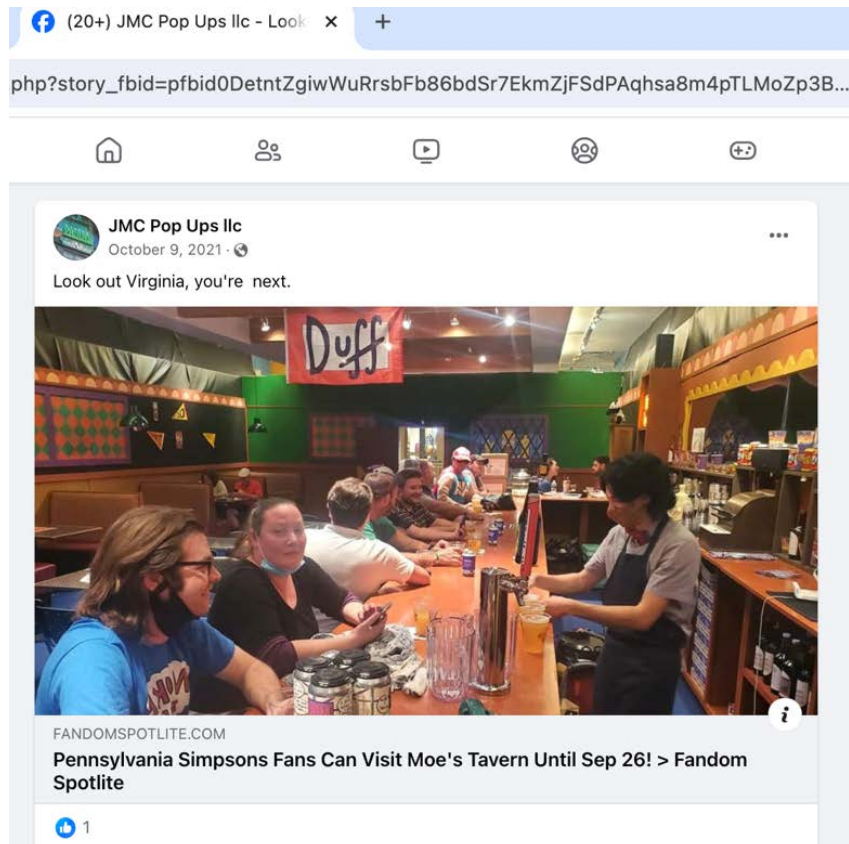 (20+) JMC Pop Ups llc - Look
php?story_fbid=pfbid0DetntZgiwWuRrsbFb86bdSr7EkmZjFSdPAqhsa8m4pTLMoZp3B...
JMC Pop Ups llc
October 9, 2021 ·
Look out Virginia, you're next.
Duff
FANDOMSPOTLITE.COM
Pennsylvania Simpsons Fans Can Visit Moe's Tavern Until Sep 26! > Fandom
Spotlite
1